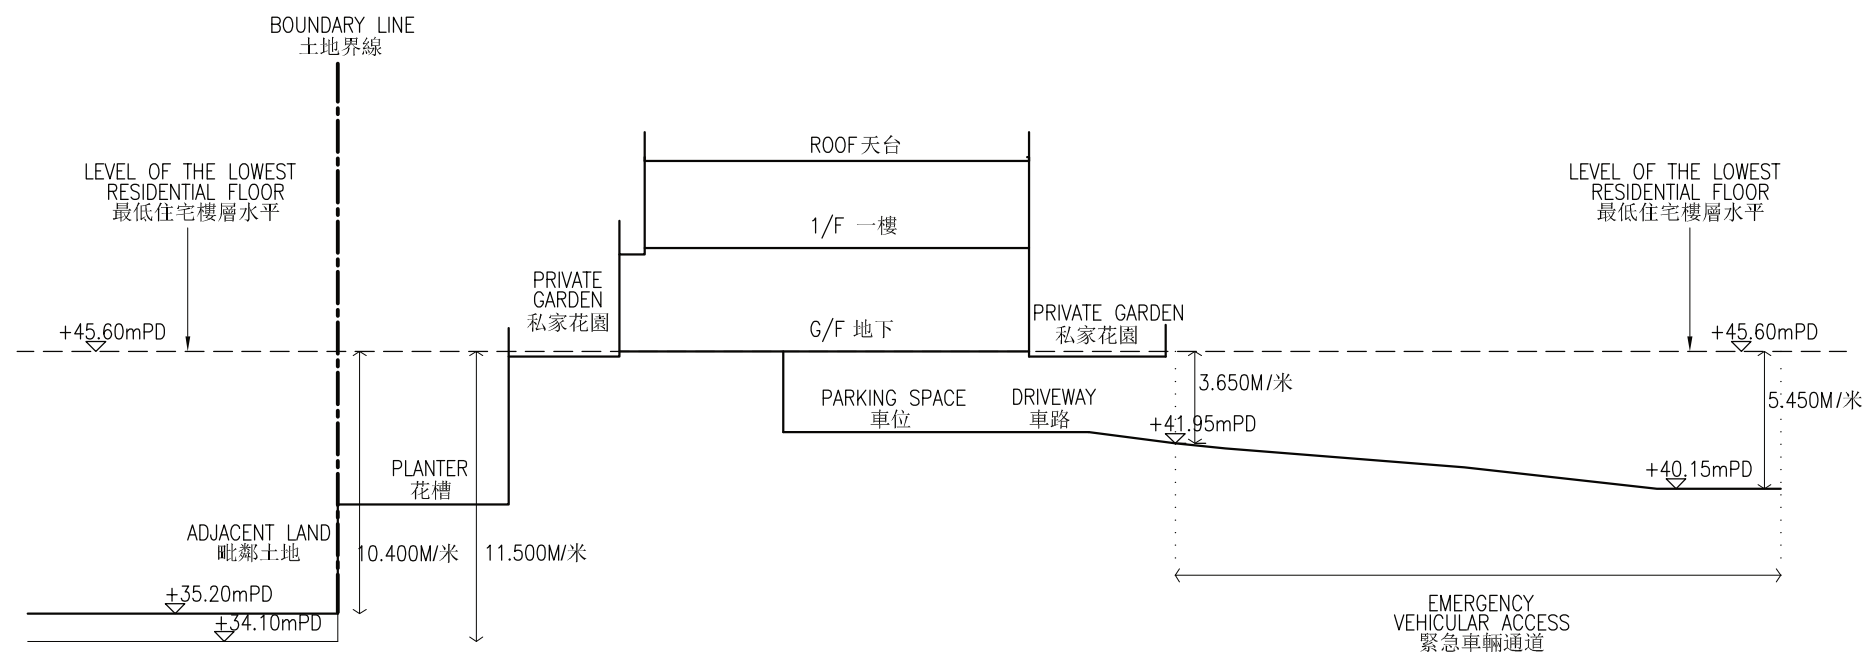 BOUNDARY LINE
土地界線
LEVEL OF THE LOWEST
RESIDENTIAL FLOOR
最低住宅樓層水平
ROOF 天台
LEVEL OF THE LOWEST
RESIDENTIAL FLOOR
最低住宅樓層水平
1/F 一樓
PRIVATE
GARDEN
私家花園
+45.60mPD
G/F 地下
PRIVATE GARDEN
私家花園
+45.60mPD
3.650M/米
5.450M/米
PARKING SPACE
車位
DRIVEWAY
車路
+41.95mPD
PLANTER
花槽
+40.15mPD
ADJACENT LAND
毗鄰土地
10.400M/米
11.500M/米
+35.20mPD
+34.10mPD
EMERGENCY
VEHICULAR ACCESS
緊急車輛通道